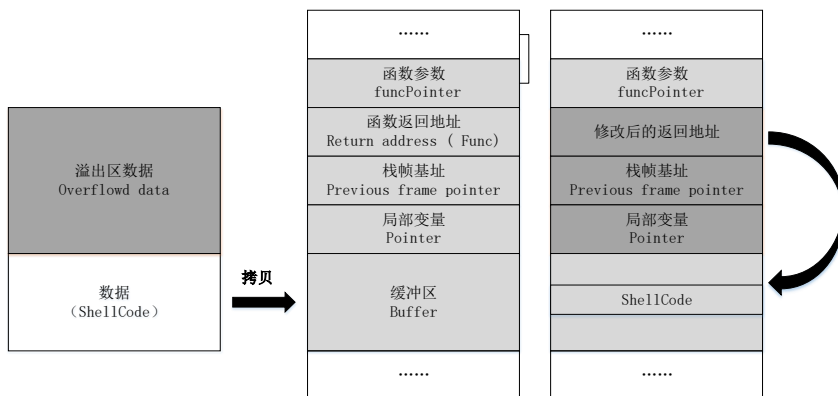 溢出区数据
Overflowd data
数据
（ShellCode）
拷贝
……
函数参数
funcPointer
函数返回地址
Return address ( Func)
栈帧基址
Previous frame pointer
局部变量
Pointer
缓冲区
Buffer
……
……
函数参数
funcPointer
修改后的返回地址
栈帧基址
Previous frame pointer
局部变量
Pointer
ShellCode
……